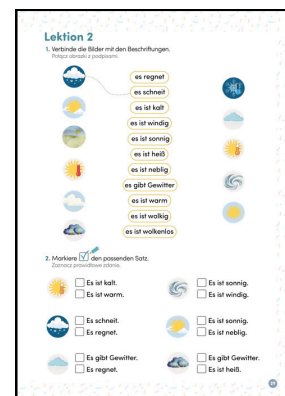 Lektion 2
1. Verbinde die Bilder mit den Beschriftungen.
Połącz obrazki z podpisami.
es regnet
es schneit
es ist kalt
es ist windig
es ist sonnig
es ist heiß
es ist neblig
es gibt Gewitter
es ist warm
es ist wolkig
es ist wolkenlos
2. Markiere den passenden Satz.
Zaznacz prawidłowe zdanie.
Es ist kalt.
Es ist warm.
Es ist sonnig.
Es ist windig.
Es schneit.
Es regnet.
Es ist sonnig.
Es ist neblig.
Es gibt Gewitter.
Es regnet.
Es gibt Gewitter.
Es ist heiß.